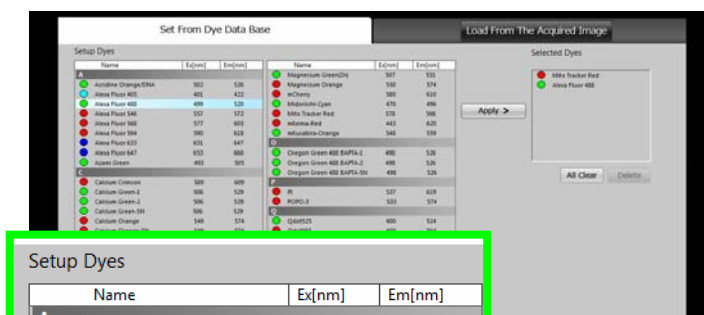 Set From Dye Data Base
Load From The Acquired Image
Setup Dyes
Selected Dyes
Name Ex[nm] Em[nm]
Name Ex[nm] Em[nm]
A
Acridine Orange/DNA 502 526
Alexa Fluor 405 401 422
Alexa Fluor 488 499 520
Alexa Fluor 546 557 572
Alexa Fluor 568 577 603
Alexa Fluor 594 590 618
Alexa Fluor 633 631 647
Alexa Fluor 647 653 668
Azami Green 493 505
C
Calcium Crimson 589 609
Calcium Green-1 506 529
Calcium Green-2 506 529
Calcium Green-5N 506 529
Calcium Orange 549 574
Magnesium Green(Zn) 507 531
Magnesium Orange 550 574
mCherry 585 610
Midoriishi-Cyan 470 496
Mito Tracker Red 578 598
mKeima-Red 443 620
mKusabira-Orange 548 559
O
Oregon Green 488 BAPTA-1 498 526
Oregon Green 488 BAPTA-2 498 526
Oregon Green 488 BAPTA-5N 498 526
P
PI 537 619
POPO-3 533 574
Q
Qdot525 400 524
Apply >
Mito Tracker Red
Alexa Fluor 488
All Clear Delete
Setup Dyes
Name Ex[nm] Em[nm]